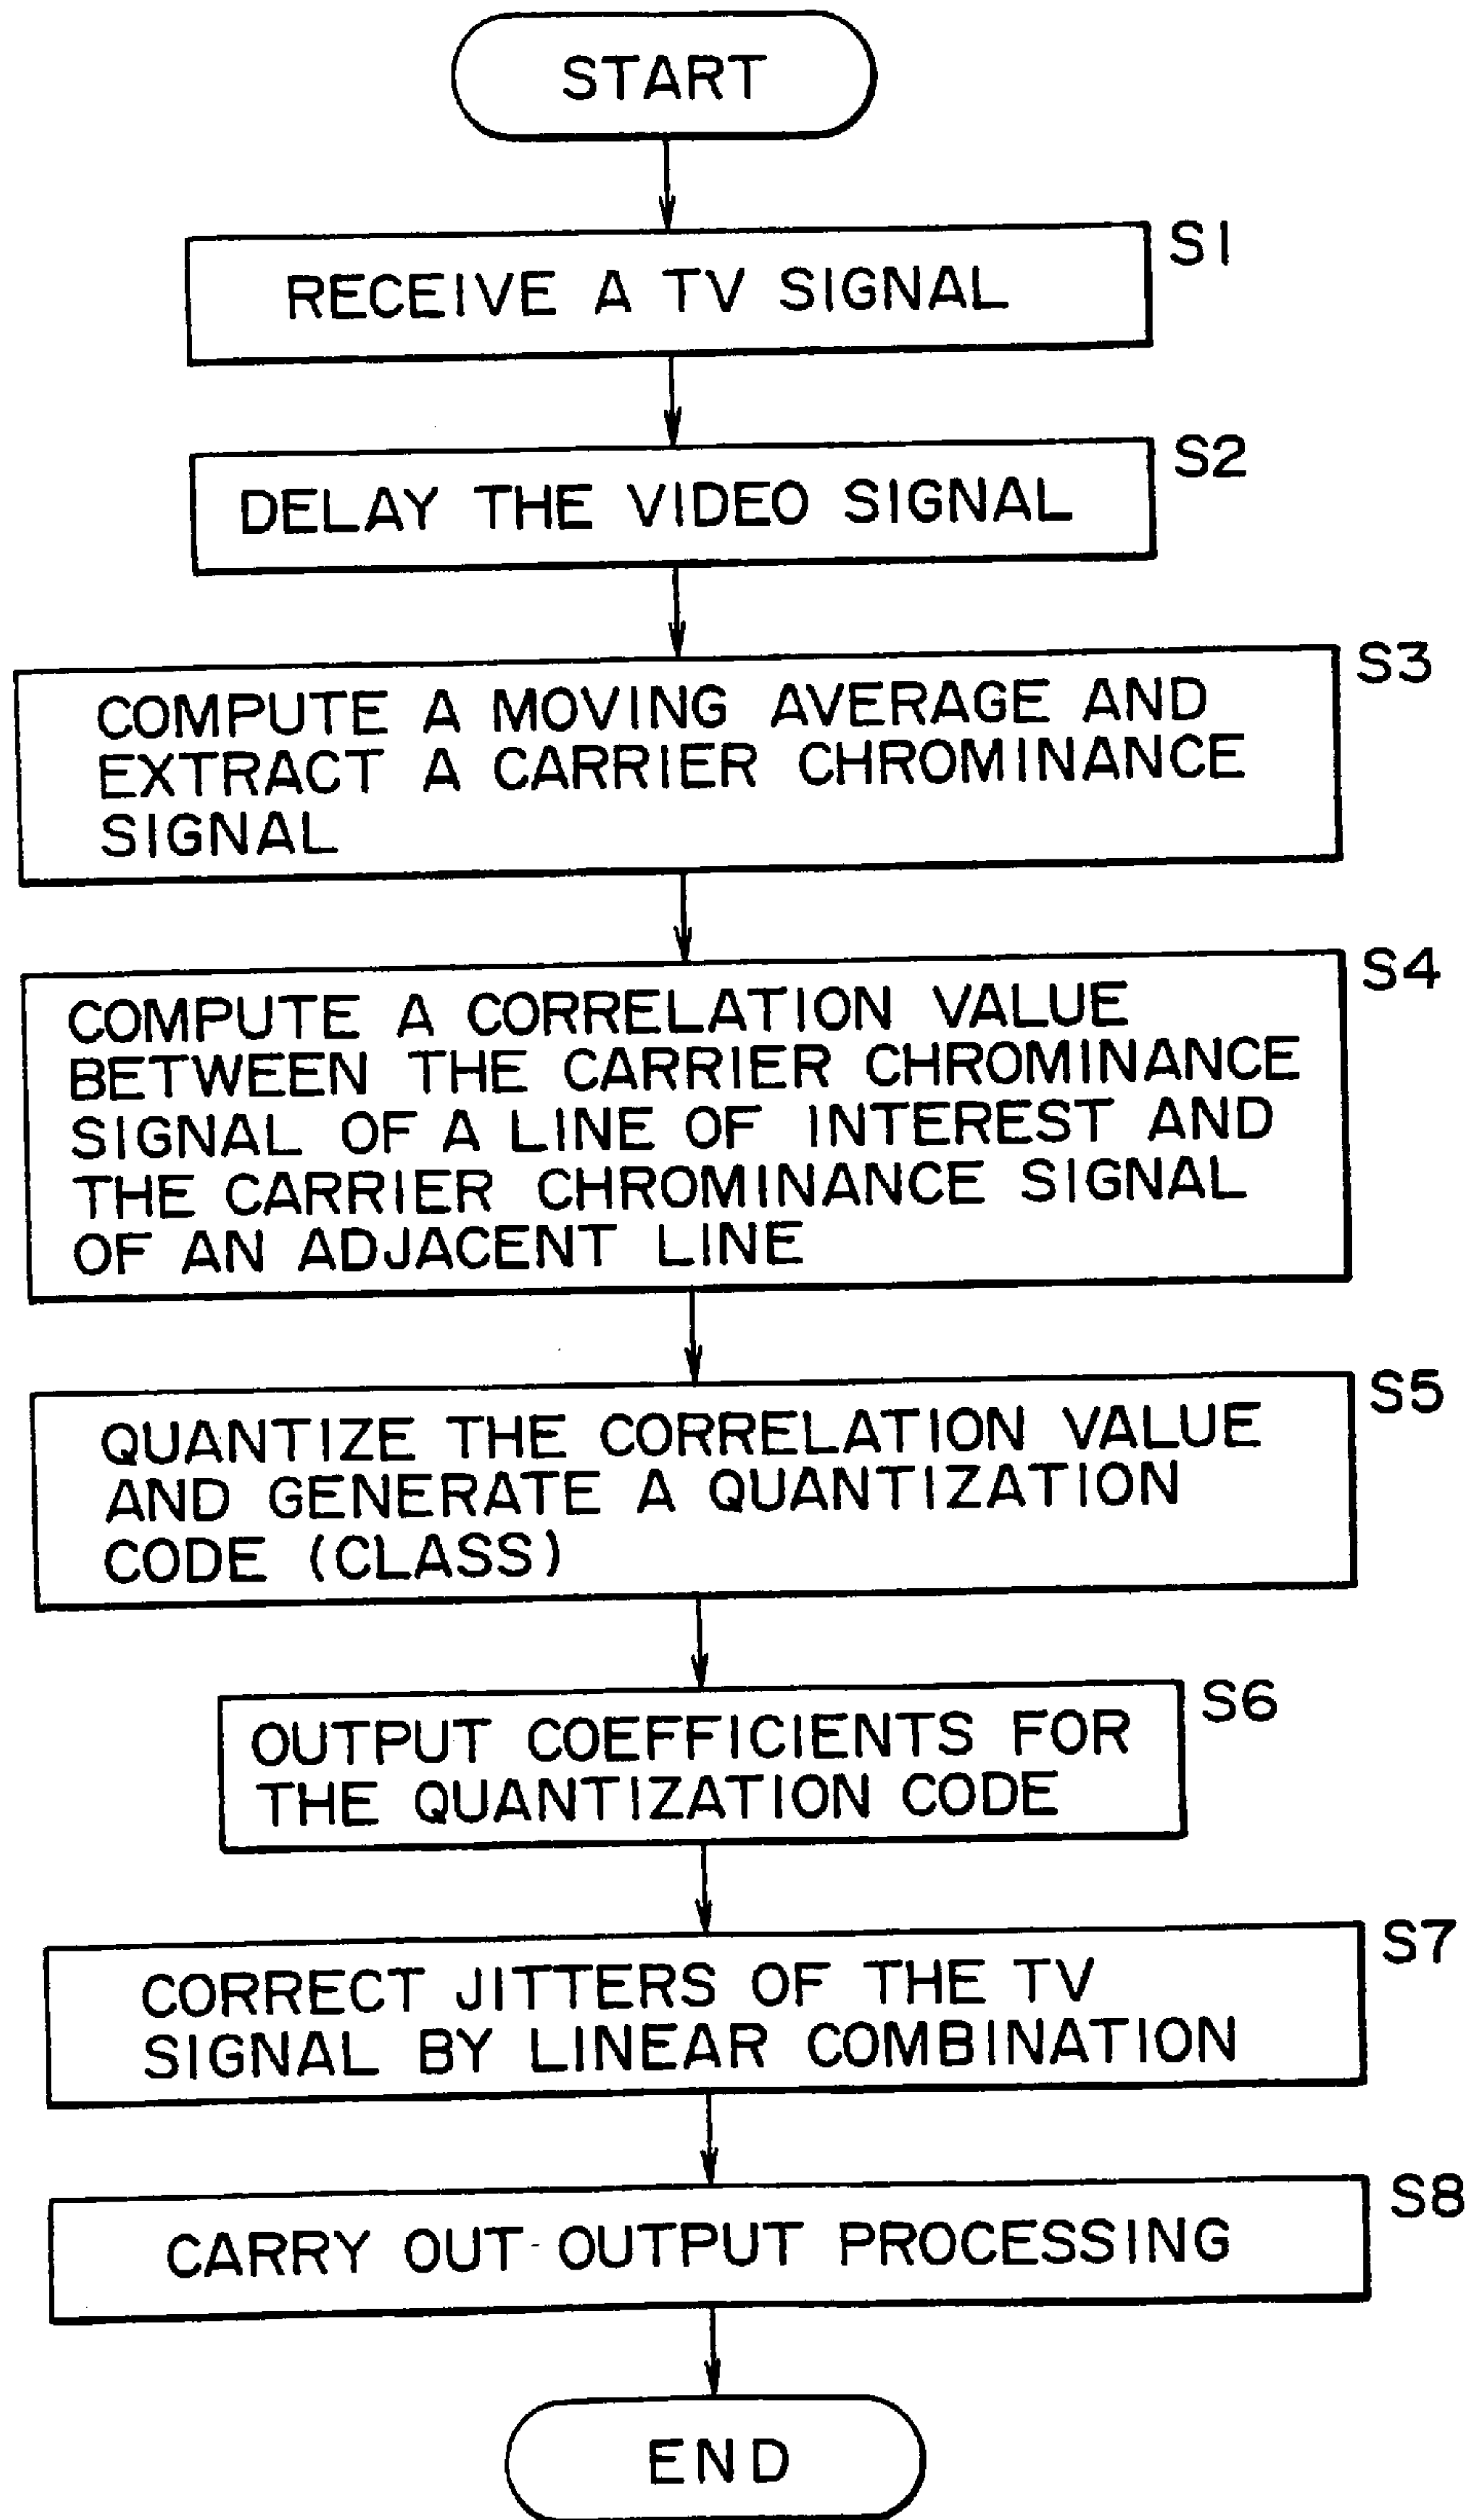 START
S1
RECEIVE A TV SIGNAL
S2
DELAY THE VIDEO SIGNAL
S3
COMPUTE A MOVING AVERAGE AND
EXTRACT A CARRIER CHROMINANCE
SIGNAL
S4
COMPUTE A CORRELATION VALUE
BETWEEN THE CARRIER CHROMINANCE
SIGNAL OF A LINE OF INTEREST AND
THE CARRIER CHROMINANCE SIGNAL
OF AN ADJACENT LINE
S5
QUANTIZE THE CORRELATION VALUE
AND GENERATE A QUANTIZATION
CODE (CLASS)
S6
OUTPUT COEFFICIENTS FOR
THE QUANTIZATION CODE
S7
CORRECT JITTERS OF THE TV
SIGNAL BY LINEAR COMBINATION
S8
CARRY OUT OUTPUT PROCESSING
END